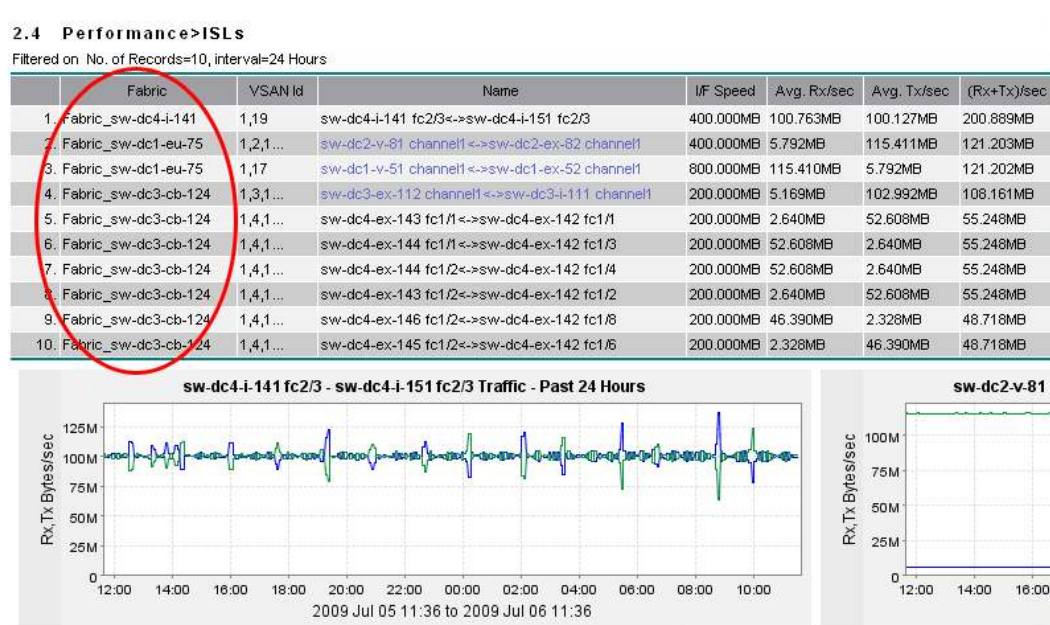 2.4 Performance>ISLs
Filtered on No. of Records=10, interval=24 Hours
Fabric VSAN Id Name I/F Speed Avg. Rx/sec Avg. Tx/sec (Rx+Tx)/sec
1. Fabric_sw-dc4-i-141 1,19 sw-dc4-i-141 fc2/3<->sw-dc4-i-151 fc2/3 400.000MB 100.763MB 100.127MB 200.889MB
2. Fabric_sw-dc1-eu-75 1,2,1... sw-dc2-v-81 channel1<->sw-dc2-ex-82 channel1 400.000MB 5.792MB 115.411MB 121.203MB
3. Fabric_sw-dc1-eu-75 1,17 sw-dc1-v-51 channel1<->sw-dc1-ex-52 channel1 800.000MB 115.410MB 5.792MB 121.202MB
4. Fabric_sw-dc3-cb-124 1,3,1... sw-dc3-ex-112 channel1<->sw-dc3-i-111 channel1 200.000MB 5.169MB 102.992MB 108.161MB
5. Fabric_sw-dc3-cb-124 1,4,1... sw-dc4-ex-143 fc1/1<->sw-dc4-ex-142 fc1/1 200.000MB 2.640MB 52.608MB 55.248MB
6. Fabric_sw-dc3-cb-124 1,4,1... sw-dc4-ex-144 fc1/1<->sw-dc4-ex-142 fc1/3 200.000MB 52.608MB 2.640MB 55.248MB
7. Fabric_sw-dc3-cb-124 1,4,1... sw-dc4-ex-144 fc1/2<->sw-dc4-ex-142 fc1/4 200.000MB 52.608MB 2.640MB 55.248MB
8. Fabric_sw-dc3-cb-124 1,4,1... sw-dc4-ex-143 fc1/2<->sw-dc4-ex-142 fc1/2 200.000MB 2.640MB 52.608MB 55.248MB
9. Fabric_sw-dc3-cb-124 1,4,1... sw-dc4-ex-146 fc1/2<->sw-dc4-ex-142 fc1/8 200.000MB 46.390MB 2.328MB 48.718MB
10. Fabric_sw-dc3-cb-124 1,4,1... sw-dc4-ex-145 fc1/2<->sw-dc4-ex-142 fc1/6 200.000MB 2.328MB 46.390MB 48.718MB
sw-dc4-i-141 fc2/3 - sw-dc4-i-151 fc2/3 Traffic - Past 24 Hours
Rx,Tx Bytes/sec
125M
100M
75M
50M
25M
0
12:00 14:00 16:00 18:00 20:00 22:00 00:00 02:00 04:00 06:00 08:00 10:00
2009 Jul 05 11:36 to 2009 Jul 06 11:36
sw-dc2-v-81
Rx,Tx Bytes/sec
100M
75M
50M
25M
0
12:00 14:00 16:00